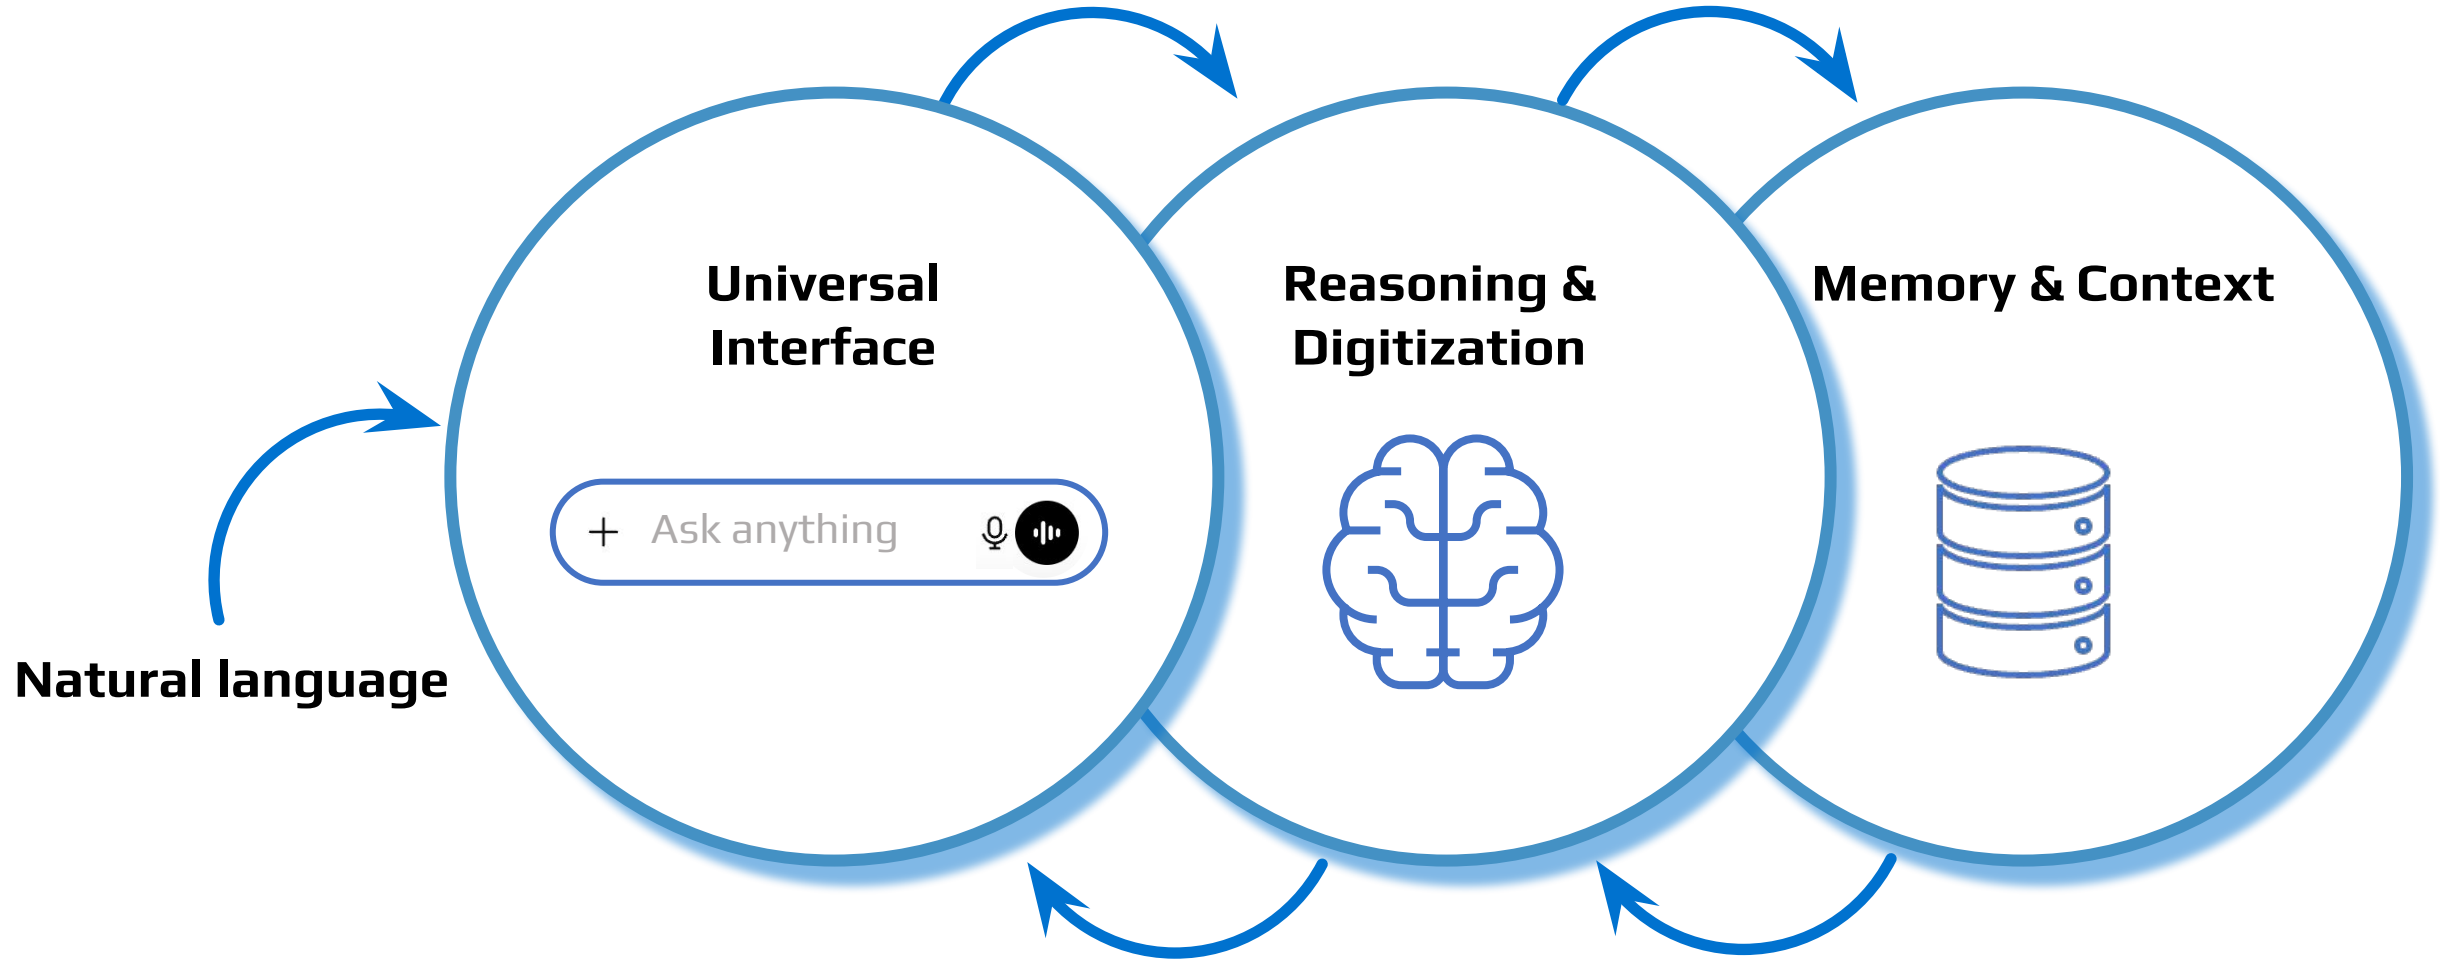 Universal
Interface
Reasoning &
Digitization
Memory & Context
Ask anything
Natural language